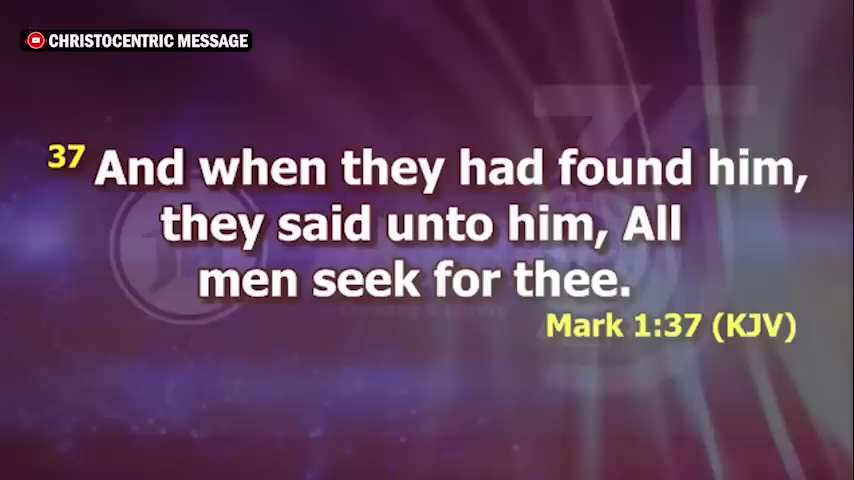 CHRISTOCENTRIC MESSAGE
37 And when they had found him,
they said unto him, All
men seek for thee.
Mark 1:37 (KJV)